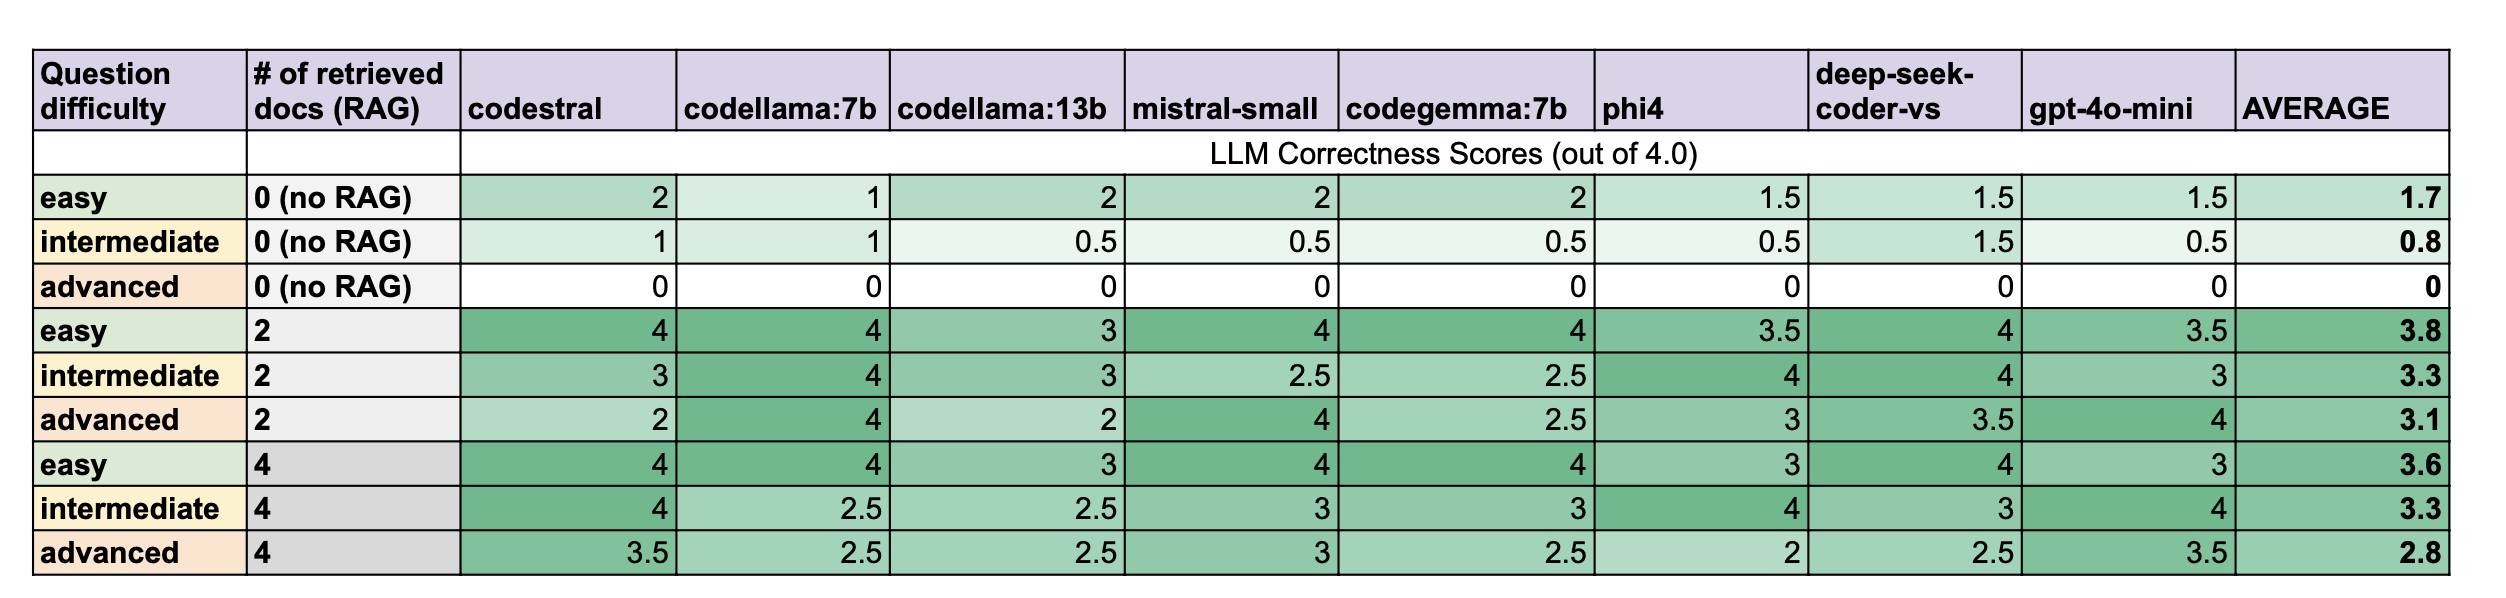 Question difficulty # of retrieved docs (RAG) codestral codellama:7b codellama:13b mistral-small codegemma:7b phi4 deep-seek-coder-vs gpt-4o-mini AVERAGE
LLM Correctness Scores (out of 4.0)
easy 0 (no RAG) 2 1 2 2 2 1.5 1.5 1.5 1.7
intermediate 0 (no RAG) 1 1 0.5 0.5 0.5 0.5 1.5 0.5 0.8
advanced 0 (no RAG) 0 0 0 0 0 0 0 0 0
easy 2 4 4 3 4 4 3.5 4 3.5 3.8
intermediate 2 3 4 3 2.5 2.5 4 4 3 3.3
advanced 2 2 4 2 4 2.5 3 3.5 4 3.1
easy 4 4 4 3 4 4 3 4 3 3.6
intermediate 4 4 2.5 2.5 3 3 4 3 4 3.3
advanced 4 3.5 2.5 2.5 3 2.5 2 2.5 3.5 2.8